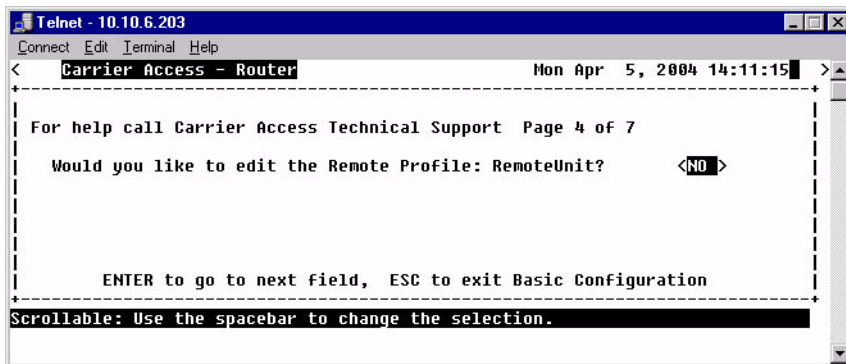 Telnet - 10.10.6.203
Connect Edit Terminal Help
< Carrier Access - Router Mon Apr 5, 2004 14:11:15 >
For help call Carrier Access Technical Support Page 4 of 7
Would you like to edit the Remote Profile: RemoteUnit? <NO >
ENTER to go to next field, ESC to exit Basic Configuration
Scrollable: Use the spacebar to change the selection.